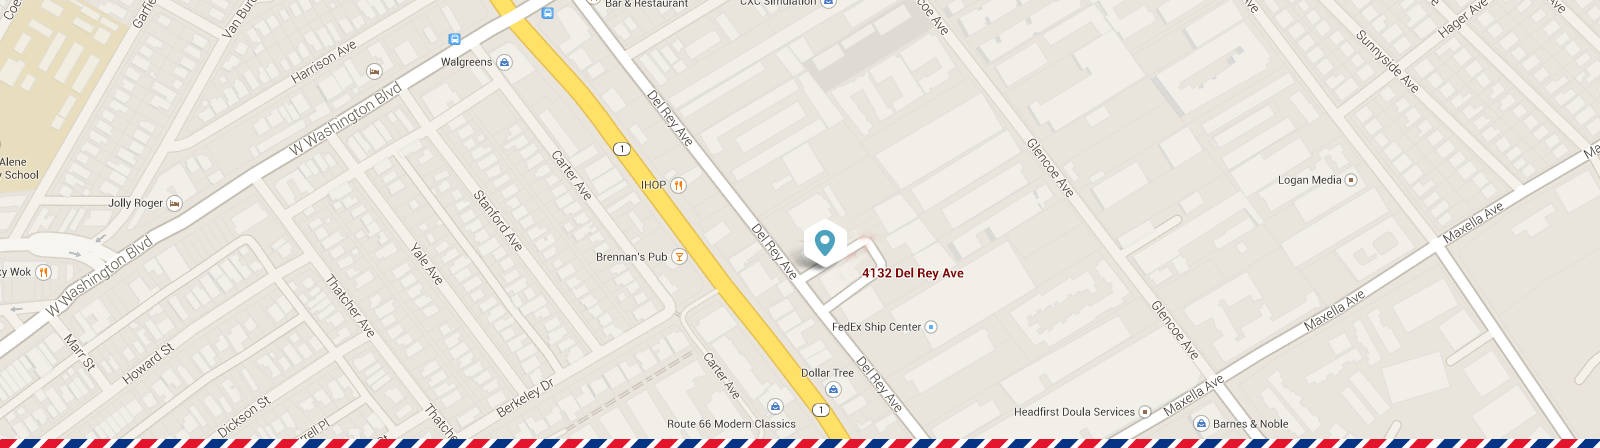 Bar & Restaurant
CXC Simulation
Harrison Ave
Walgreens
W Washington Blvd
Del Rey Ave
Glencoe Ave
Hager Ave
Sunnyside Ave
Alene
y School
Carter Ave
IHOP
1
Logan Media
Jolly Roger
Stanford Ave
Yale Ave
Maxella Ave
W Washington Blvd
Brennan's Pub
Del Rey Ave
4132 Del Rey Ave
xy Wok
Thatcher Ave
Glencoe Ave
Maxella Ave
FedEx Ship Center
Marr St
Howard St
Carter Ave
Dollar Tree
Del Rey Ave
Berkeley Dr
Maxella Ave
Dickson St
1
Headfirst Doula Services
Route 66 Modern Classics
Barnes & Noble